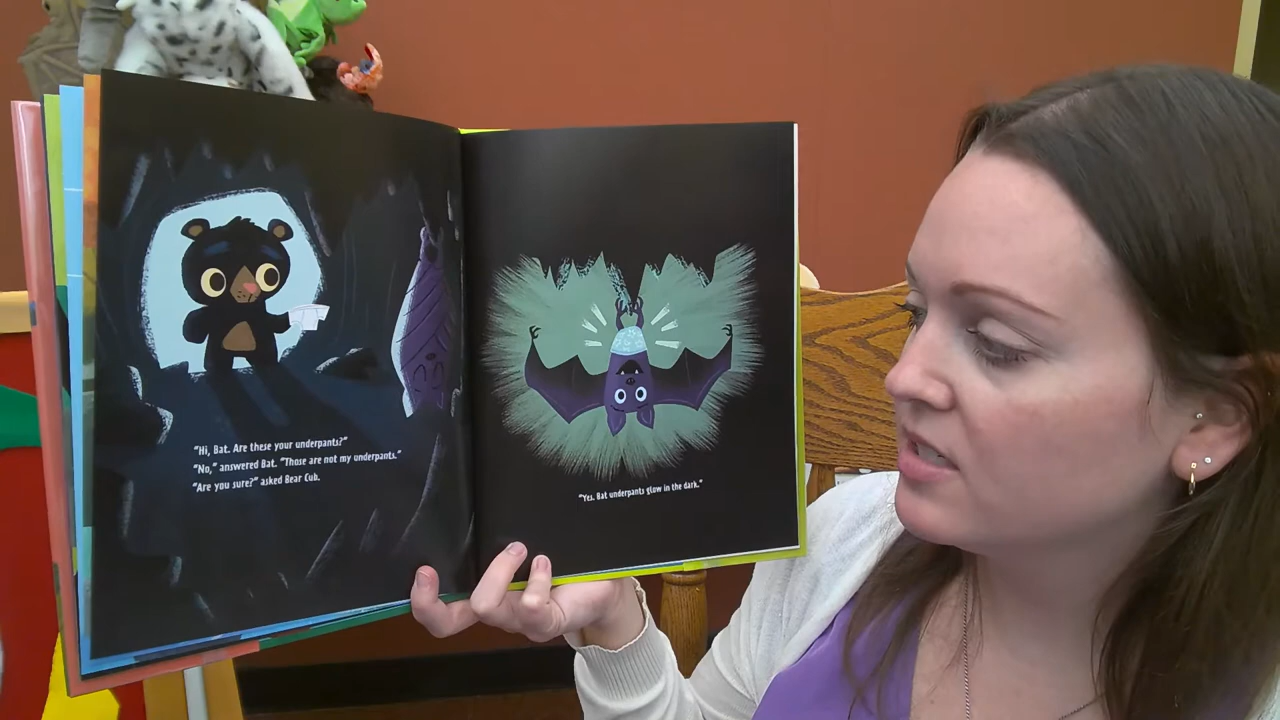 "Hi, Bat. Are these your underpants?"
"No," answered Bat. "Those are not my underpants."
"Are you sure?" asked Bear Cub.
"Yes. Bat underpants glow in the dark."